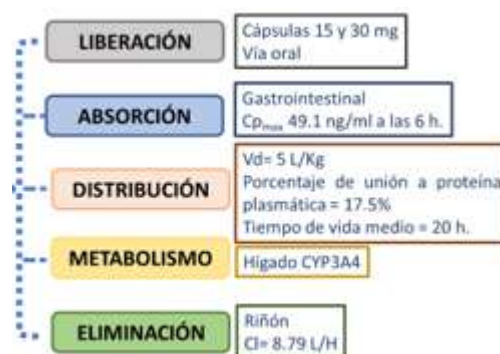 LIBERACIÓN
Cápsulas 15 y 30 mg
Vía oral
ABSORCIÓN
Gastrointestinal
Cpmax 49.1 ng/ml a las 6 h.
DISTRIBUCIÓN
Vd= 5 L/Kg
Porcentaje de unión a proteína
plasmática = 17.5%
Tiempo de vida medio = 20 h.
METABOLISMO
Hígado CYP3A4
ELIMINACIÓN
Riñón
Cl= 8.79 L/H